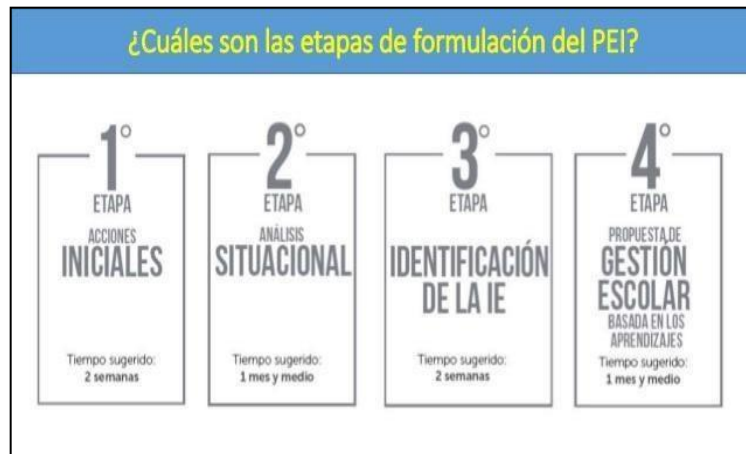 ¿Cuáles son las etapas de formulación del PEI?
1°
ETAPA
ACCIONES
INICIALES
Tiempo sugerido:
2 semanas
2°
ETAPA
ANÁLISIS
SITUACIONAL
Tiempo sugerido:
1 mes y medio
3°
ETAPA
IDENTIFICACIÓN
DE LA IE
Tiempo sugerido:
2 semanas
4°
ETAPA
PROPUESTA DE
GESTIÓN
ESCOLAR
BASADA EN LOS
APRENDIZAJES
Tiempo sugerido:
1 mes y medio